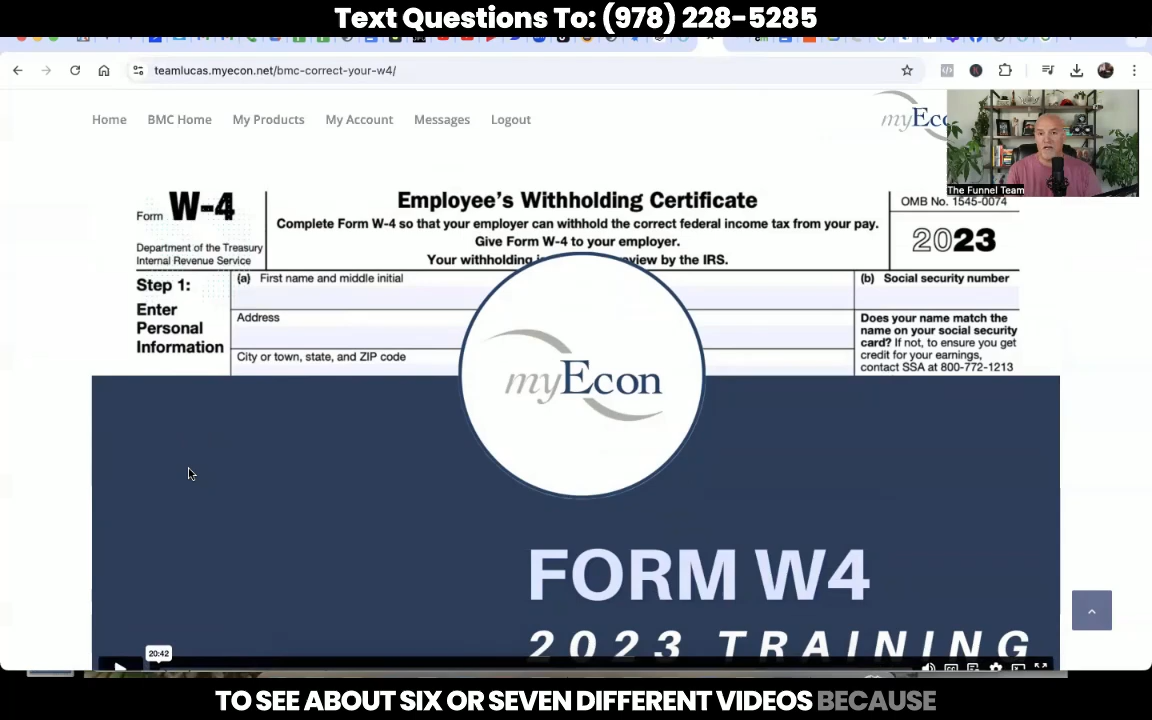 Text Questions To: (978) 228-5285
teamlucas.myecon.net/bmc-correct-your-w4/
Home BMC Home My Products My Account Messages Logout
myEc
The Funnel Team
Form W-4
Department of the Treasury
Internal Revenue Service
Employee's Withholding Certificate
Complete Form W-4 so that your employer can withhold the correct federal income tax from your pay.
Give Form W-4 to your employer.
Your withholding view by the IRS.
OMB No. 1545-0074
2023
Step 1:
Enter
Personal
Information
(a) First name and middle initial
Address
City or town, state, and ZIP code
(b) Social security number
Does your name match the
name on your social security
card? If not, to ensure you get
credit for your earnings,
contact SSA at 800-772-1213
myEcon
FORM W4
2023 TRAINING
20:42
TO SEE ABOUT SIX OR SEVEN DIFFERENT VIDEOS BECAUSE